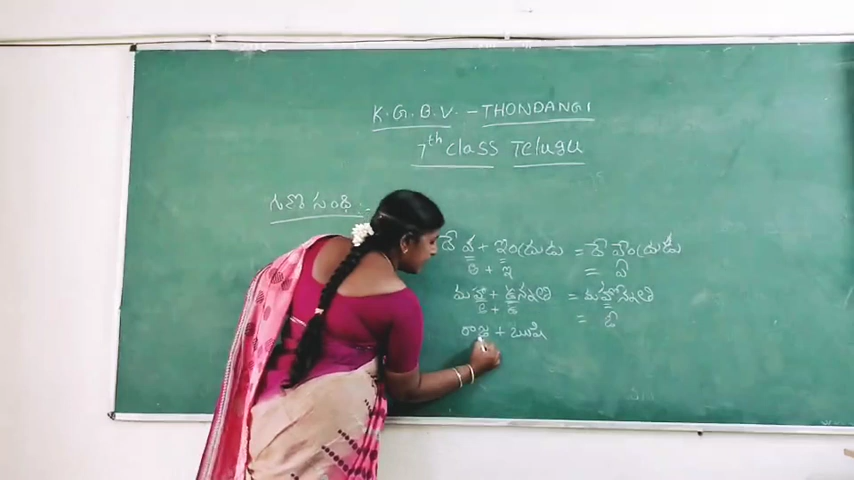 K.G.B.V. - THONDANGI
7th class Telugu
గుణ సంధి :-
దేవ + ఇంద్రుడు = దేవేంద్రుడు
అ + ఇ = ఏ
మహా + ఉన్నతి = మహోన్నతి
ఆ + ఉ = ఓ
రాజ + ఋషి